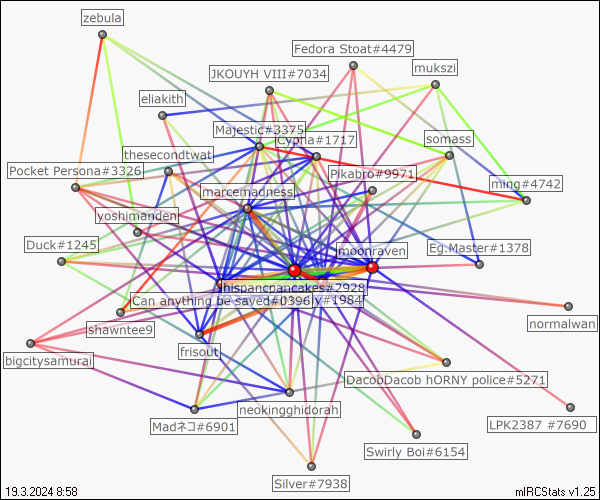 zebula
Fedora Stoat#4479
JKOUYH VIII#7034
mukszi
eliakith
Majestic#3375
Cypha#1717
somass
thesecondtwat
Pocket Persona#3326
Pikabro#9971
ming#4742
marcemadness
yoshimanden
Duck#1245
moonraven
Eg.Master#1378
hispancpancakes#2928
Can anything be saved#0396
y#1984
normalwan
shawntee9
frisout
bigcitysamurai
DacobDacob hORNY police#5271
neokingghidorah
LPK2387 #7690
Madネコ#6901
Swirly Boi#6154
Silver#7938
19.3.2024 8:58
mIRCStats v1.25